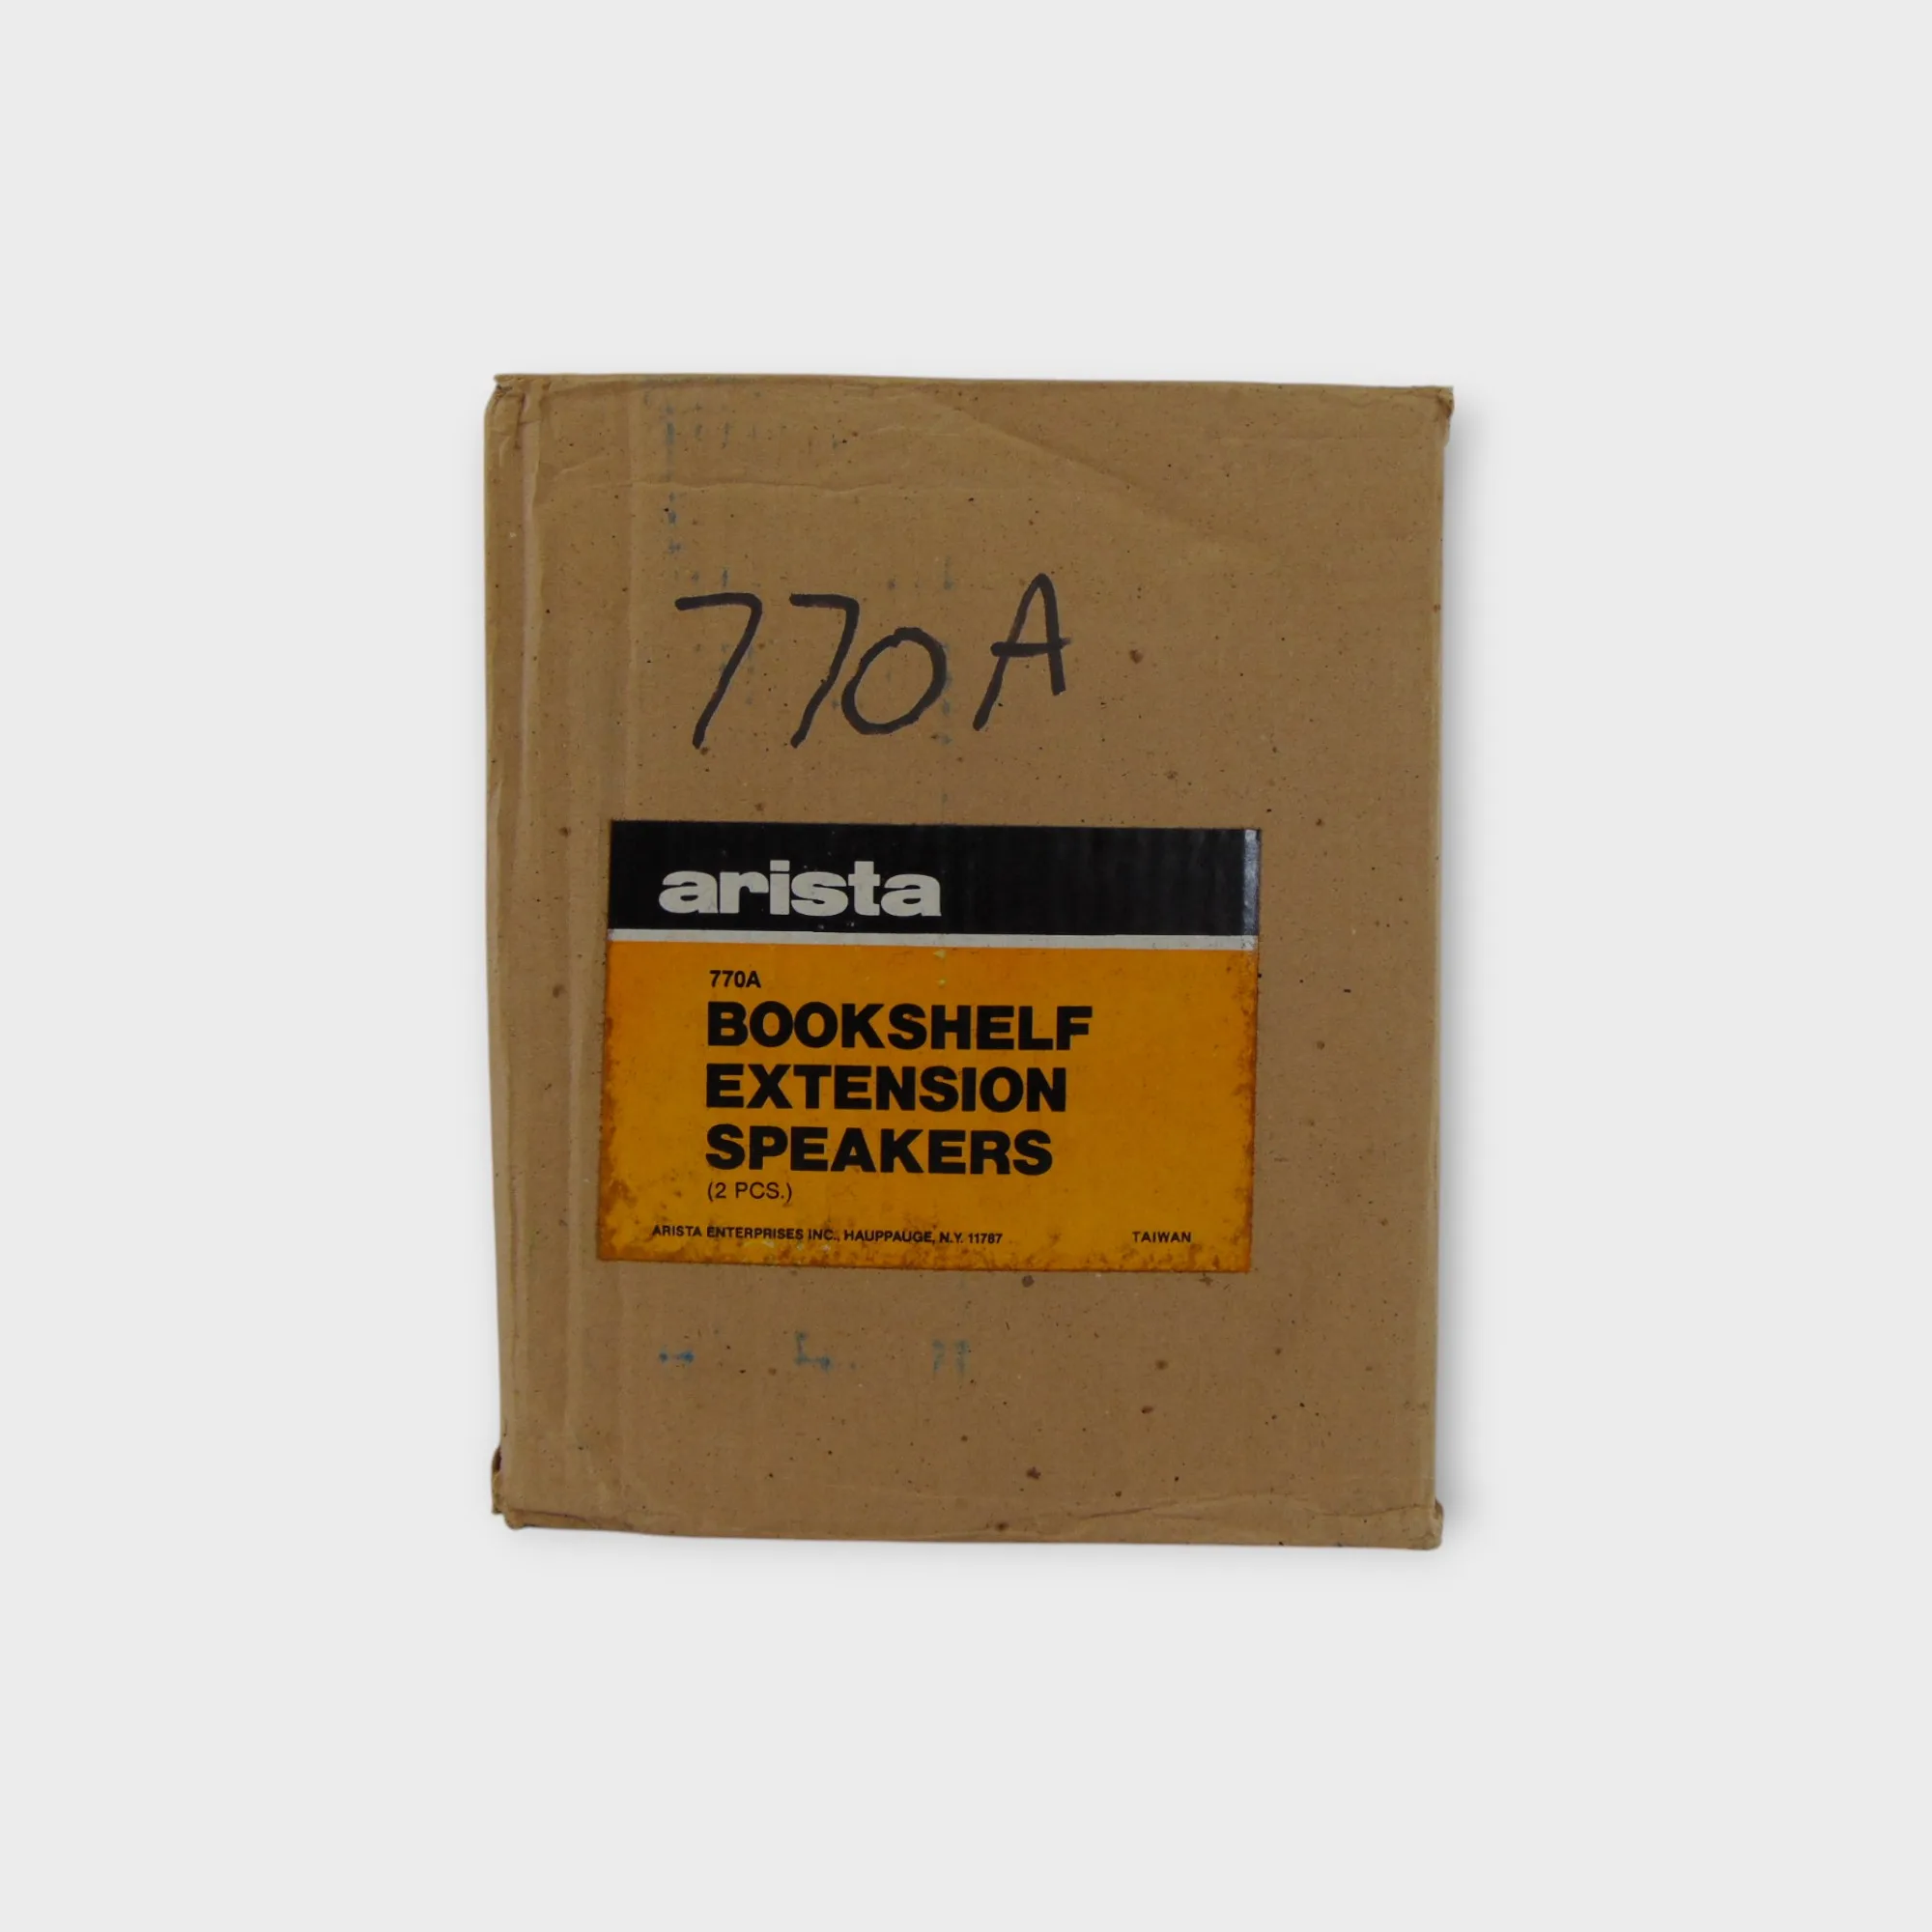 770A
arista
770A
BOOKSHELF
EXTENSION
SPEAKERS
(2 PCS.)
ARISTA ENTERPRISES INC., HAUPPAUGE, N.Y. 11787 TAIWAN